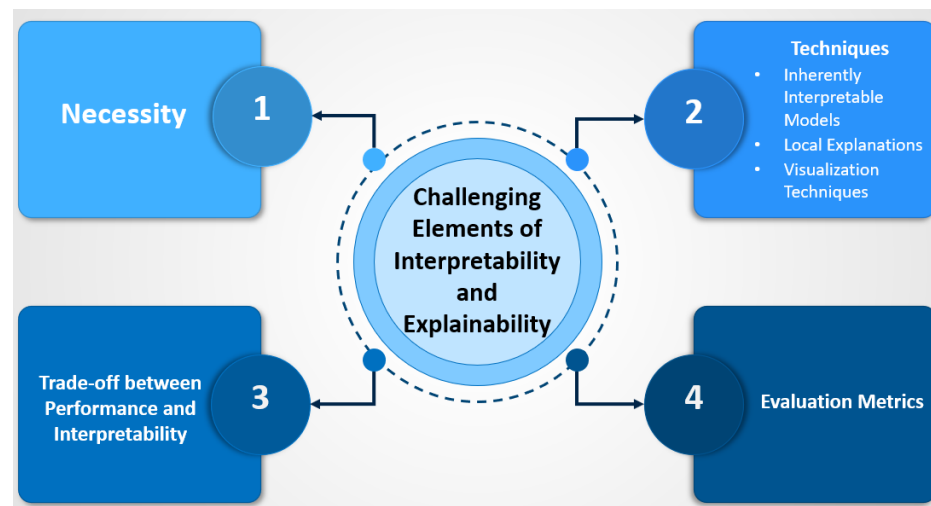 Necessity
1
2
Techniques
• Inherently
Interpretable
Models
• Local Explanations
• Visualization
Techniques
Challenging
Elements of
Interpretability
and
Explainability
Trade-off between
Performance and
Interpretability
3
4
Evaluation Metrics